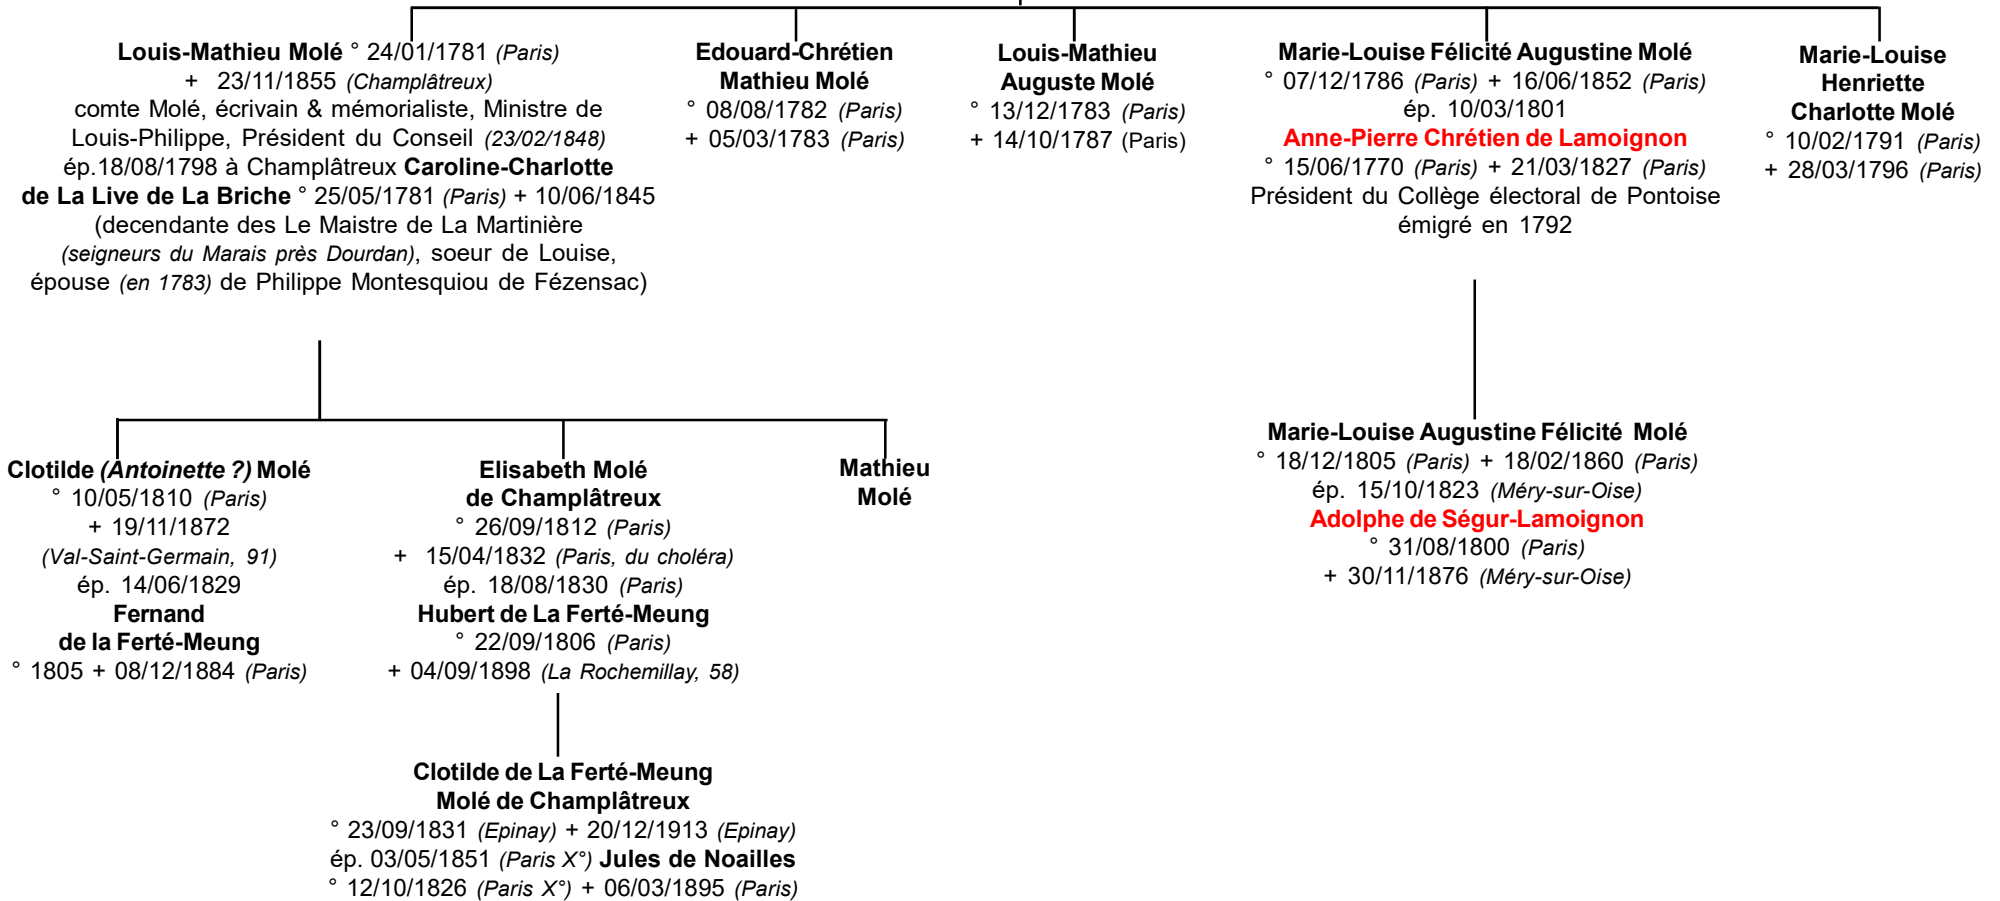 Louis-Mathieu Molé ° 24/01/1781 (Paris)
+ 23/11/1855 (Champlâtreux)
comte Molé, écrivain & mémorialiste, Ministre de
Louis-Philippe, Président du Conseil (23/02/1848)
ép.18/08/1798 à Champlâtreux Caroline-Charlotte
de La Live de La Briche ° 25/05/1781 (Paris) + 10/06/1845
(decendante des Le Maistre de La Martinière
(seigneurs du Marais près Dourdan), soeur de Louise,
épouse (en 1783) de Philippe Montesquiou de Fézensac)
Edouard-Chrétien
Mathieu Molé
° 08/08/1782 (Paris)
+ 05/03/1783 (Paris)
Louis-Mathieu
Auguste Molé
° 13/12/1783 (Paris)
+ 14/10/1787 (Paris)
Marie-Louise Félicité Augustine Molé
° 07/12/1786 (Paris) + 16/06/1852 (Paris)
ép. 10/03/1801
Anne-Pierre Chrétien de Lamoignon
° 15/06/1770 (Paris) + 21/03/1827 (Paris)
Président du Collège électoral de Pontoise
émigré en 1792
Marie-Louise
Henriette
Charlotte Molé
° 10/02/1791 (Paris)
+ 28/03/1796 (Paris)
Clotilde (Antoinette ?) Molé
° 10/05/1810 (Paris)
+ 19/11/1872
(Val-Saint-Germain, 91)
ép. 14/06/1829
Fernand
de la Ferté-Meung
° 1805 + 08/12/1884 (Paris)
Elisabeth Molé
de Champlâtreux
° 26/09/1812 (Paris)
+ 15/04/1832 (Paris, du choléra)
ép. 18/08/1830 (Paris)
Hubert de La Ferté-Meung
° 22/09/1806 (Paris)
+ 04/09/1898 (La Rochemillay, 58)
Mathieu
Molé
Marie-Louise Augustine Félicité Molé
° 18/12/1805 (Paris) + 18/02/1860 (Paris)
ép. 15/10/1823 (Méry-sur-Oise)
Adolphe de Ségur-Lamoignon
° 31/08/1800 (Paris)
+ 30/11/1876 (Méry-sur-Oise)
Clotilde de La Ferté-Meung
Molé de Champlâtreux
° 23/09/1831 (Epinay) + 20/12/1913 (Epinay)
ép. 03/05/1851 (Paris X°) Jules de Noailles
° 12/10/1826 (Paris X°) + 06/03/1895 (Paris)